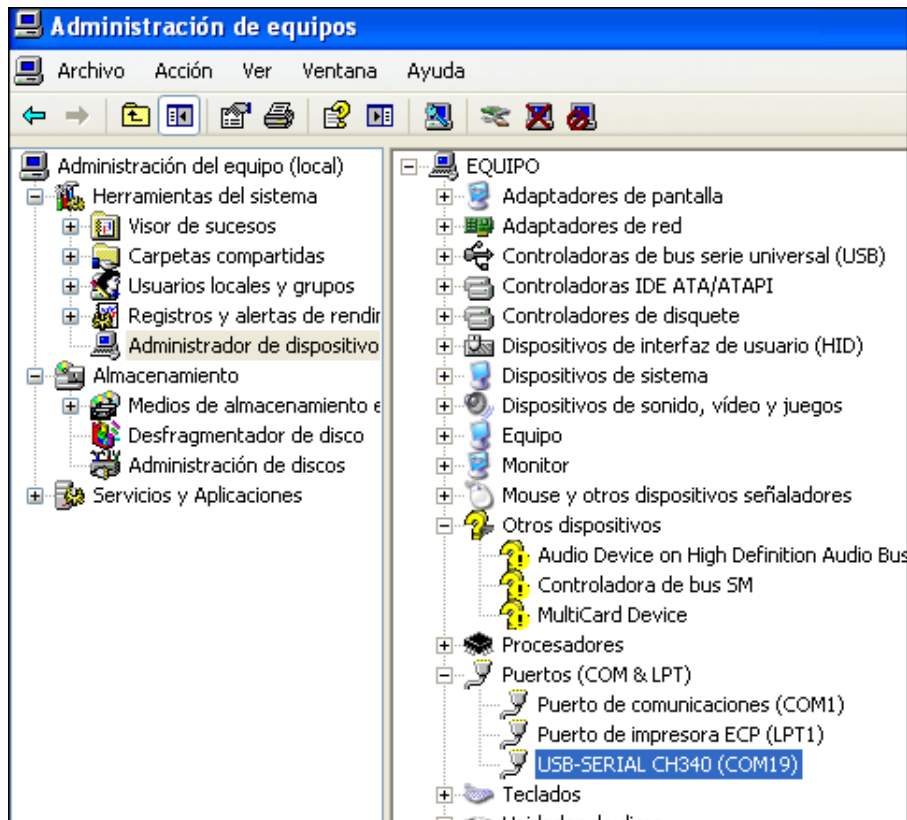 Administración de equipos
Archivo Acción Ver Ventana Ayuda
Administración del equipo (local)
Herramientas del sistema
Visor de sucesos
Carpetas compartidas
Usuarios locales y grupos
Registros y alertas de rendir
Administrador de dispositivo
Almacenamiento
Medios de almacenamiento e
Desfragmentador de disco
Administración de discos
Servicios y Aplicaciones
EQUIPO
Adaptadores de pantalla
Adaptadores de red
Controladoras de bus serie universal (USB)
Controladoras IDE ATA/ATAPI
Controladores de disquete
Dispositivos de interfaz de usuario (HID)
Dispositivos de sistema
Dispositivos de sonido, vídeo y juegos
Equipo
Monitor
Mouse y otros dispositivos señaladores
Otros dispositivos
Audio Device on High Definition Audio Bus
Controladora de bus SM
MultiCard Device
Procesadores
Puertos (COM & LPT)
Puerto de comunicaciones (COM1)
Puerto de impresora ECP (LPT1)
USB-SERIAL CH340 (COM19)
Teclados